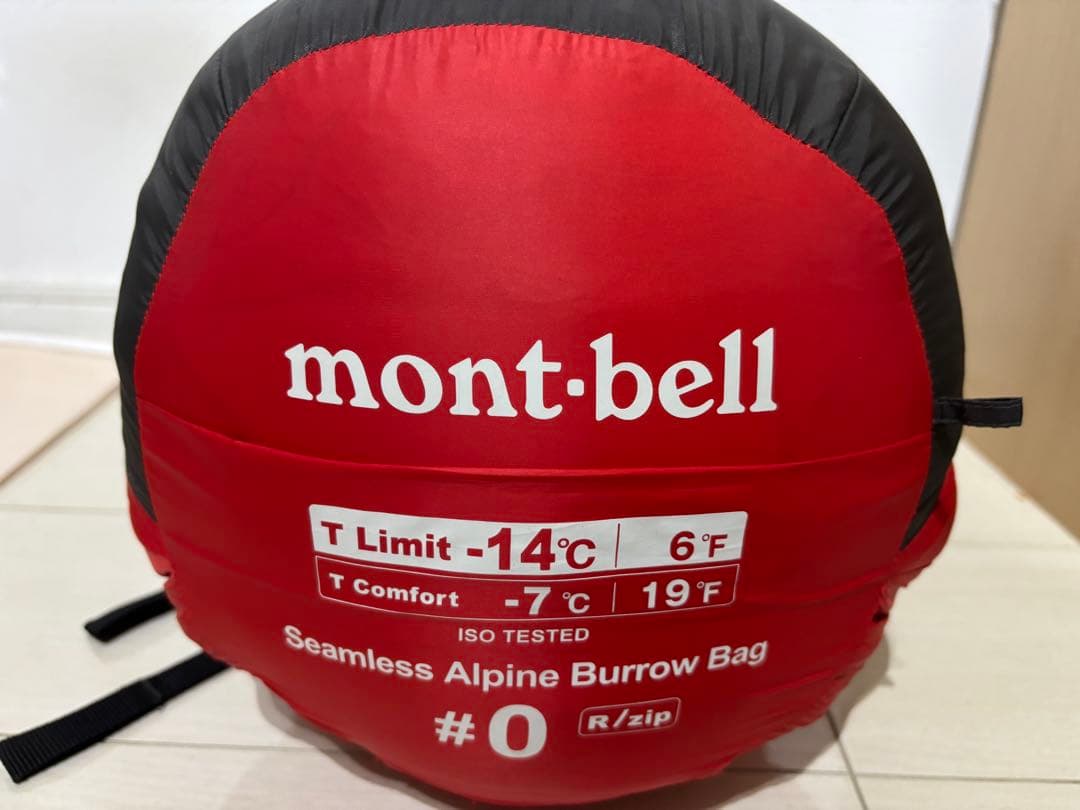 mont·bell
T Limit -14℃ | 6°F
T Comfort -7℃ | 19°F
ISO TESTED
Seamless Alpine Burrow Bag
#0 R/zip